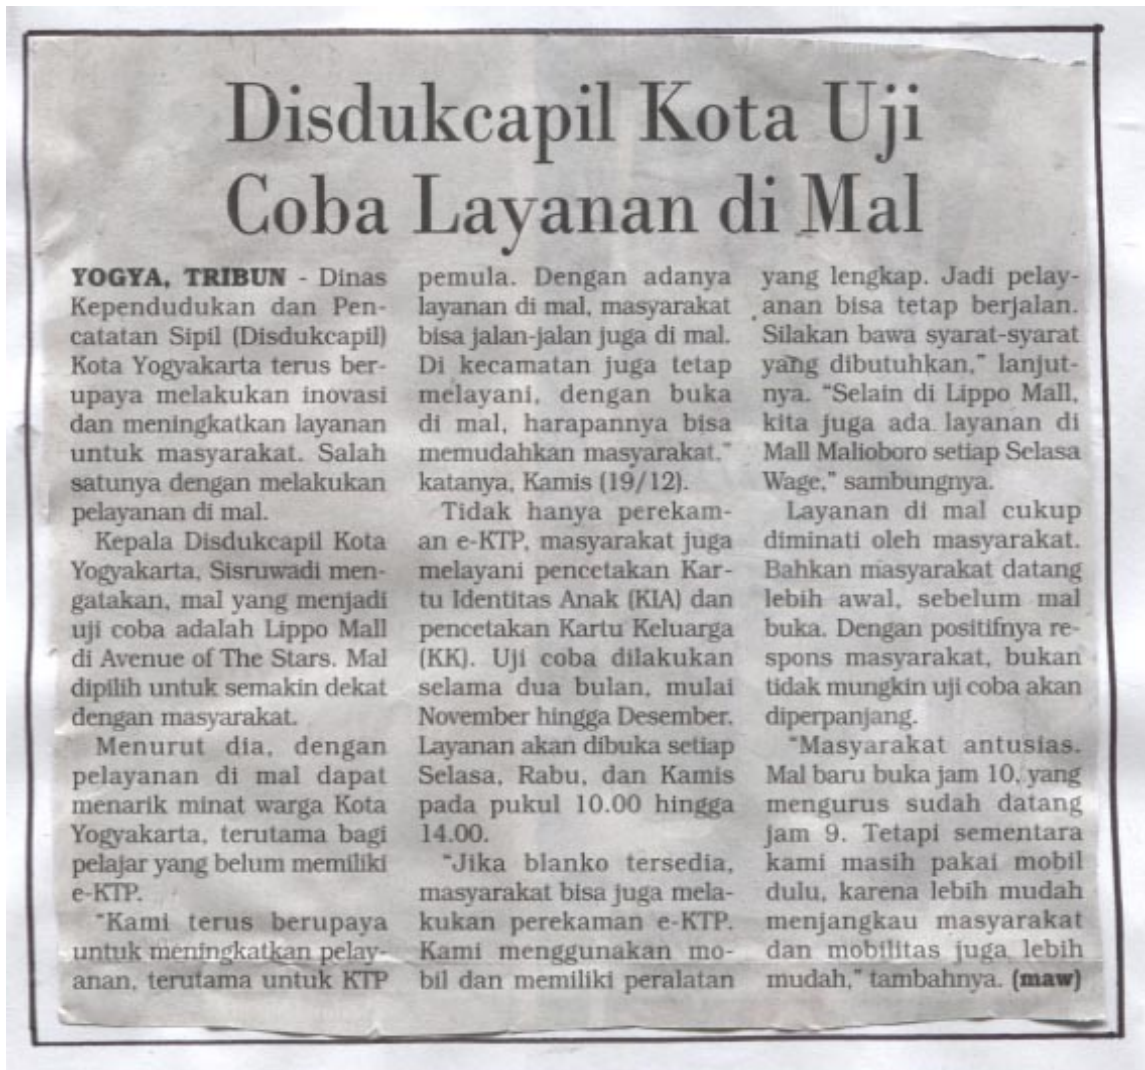 Disdukcapil Kota Uji
Coba Layanan di Mal
YOGYA, TRIBUN - Dinas
Kependudukan dan Pen-
catatan Sipil (Disdukcapil)
Kota Yogyakarta terus ber-
upaya melakukan inovasi
dan meningkatkan layanan
untuk masyarakat. Salah
satunya dengan melakukan
pelayanan di mal.
Kepala Disdukcapil Kota
Yogyakarta, Sisruwadi men-
gatakan, mal yang menjadi
uji coba adalah Lippo Mall
di Avenue of The Stars. Mal
dipilih untuk semakin dekat
dengan masyarakat.
Menurut dia, dengan
pelayanan di mal dapat
menarik minat warga Kota
Yogyakarta, terutama bagi
pelajar yang belum memiliki
e-KTP.
"Kami terus berupaya
untuk meningkatkan pelay-
anan, terutama untuk KTP
pemula. Dengan adanya
layanan di mal, masyarakat
bisa jalan-jalan juga di mal.
Di kecamatan juga tetap
melayani, dengan buka
di mal, harapannya bisa
memudahkan masyarakat."
katanya, Kamis (19/12).
Tidak hanya perekam-
an e-KTP, masyarakat juga
melayani pencetakan Kar-
tu Identitas Anak (KIA) dan
pencetakan Kartu Keluarga
(KK). Uji coba dilakukan
selama dua bulan, mulai
November hingga Desember.
Layanan akan dibuka setiap
Selasa, Rabu, dan Kamis
pada pukul 10.00 hingga
14.00.
"Jika blanko tersedia,
masyarakat bisa juga mela-
kukan perekaman e-KTP.
Kami menggunakan mo-
bil dan memiliki peralatan
yang lengkap. Jadi pelay-
anan bisa tetap berjalan.
Silakan bawa syarat-syarat
yang dibutuhkan," lanjut-
nya. "Selain di Lippo Mall,
kita juga ada layanan di
Mall Malioboro setiap Selasa
Wage," sambungnya.
Layanan di mal cukup
diminati oleh masyarakat.
Bahkan masyarakat datang
lebih awal, sebelum mal
buka. Dengan positifnya re-
spons masyarakat, bukan
tidak mungkin uji coba akan
diperpanjang.
"Masyarakat antusias.
Mal baru buka jam 10, yang
mengurus sudah datang
jam 9. Tetapi sementara
kami masih pakai mobil
dulu, karena lebih mudah
menjangkau masyarakat
dan mobilitas juga lebih
mudah," tambahnya. (maw)